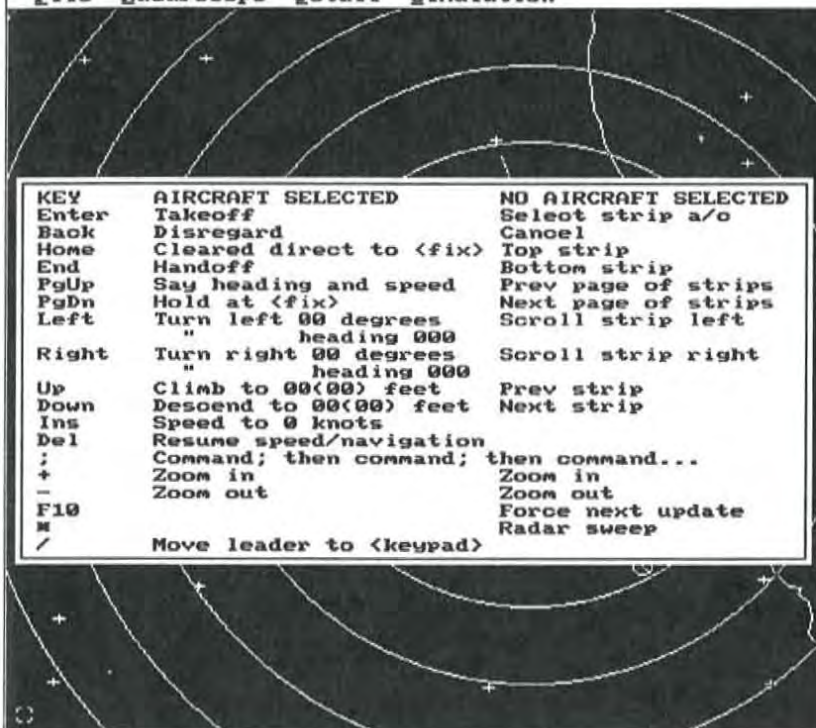 KEY AIRCRAFT SELECTED NO AIRCRAFT SELECTED
Enter Takeoff Select strip a/c
Back Disregard Cancel
Home Cleared direct to <fix> Top strip
End Handoff Bottom strip
PgUp Say heading and speed Prev page of strips
PgDn Hold at <fix> Next page of strips
Left Turn left 00 degrees Scroll strip left
" heading 000
Right Turn right 00 degrees Scroll strip right
" heading 000
Up Climb to 00(00) feet Prev strip
Down Descend to 00(00) feet Next strip
Ins Speed to 0 knots
Del Resume speed/navigation
; Command; then command; then command...
+ Zoom in Zoom in
- Zoom out Zoom out
F10 Force next update
* Radar sweep
/ Move leader to <keypad>